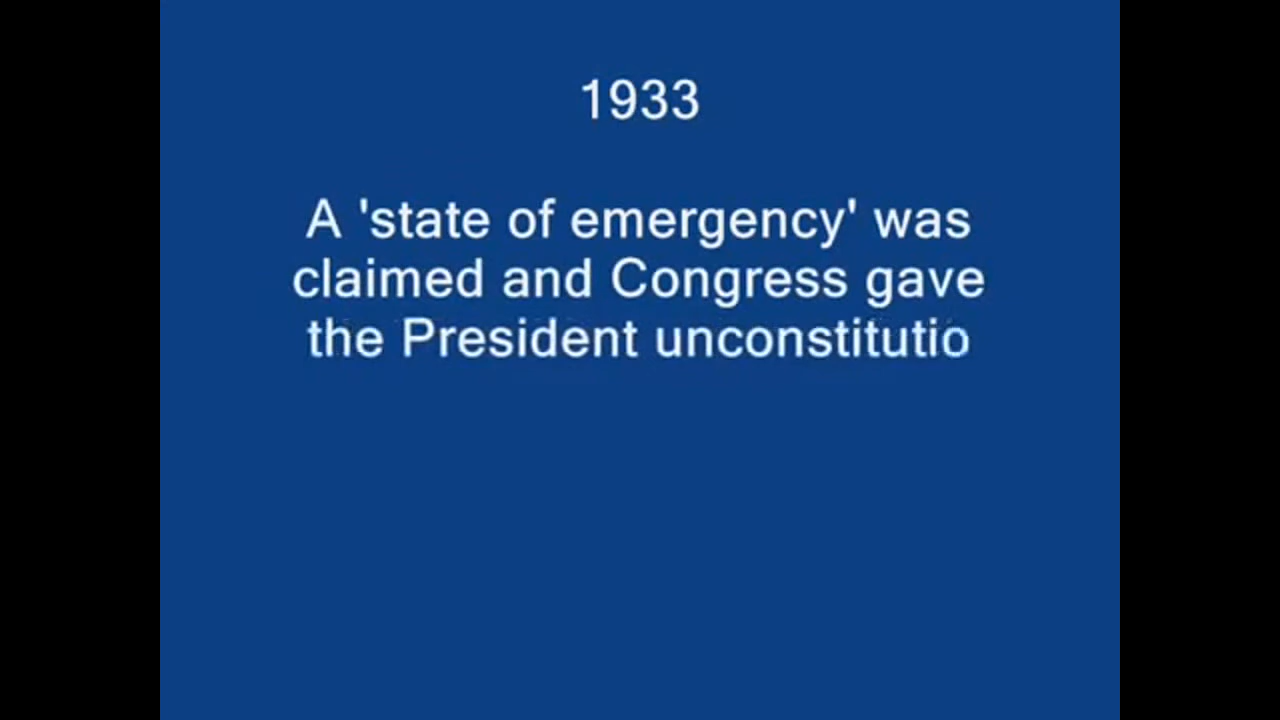 1933
A 'state of emergency' was
claimed and Congress gave
the President unconstitutio